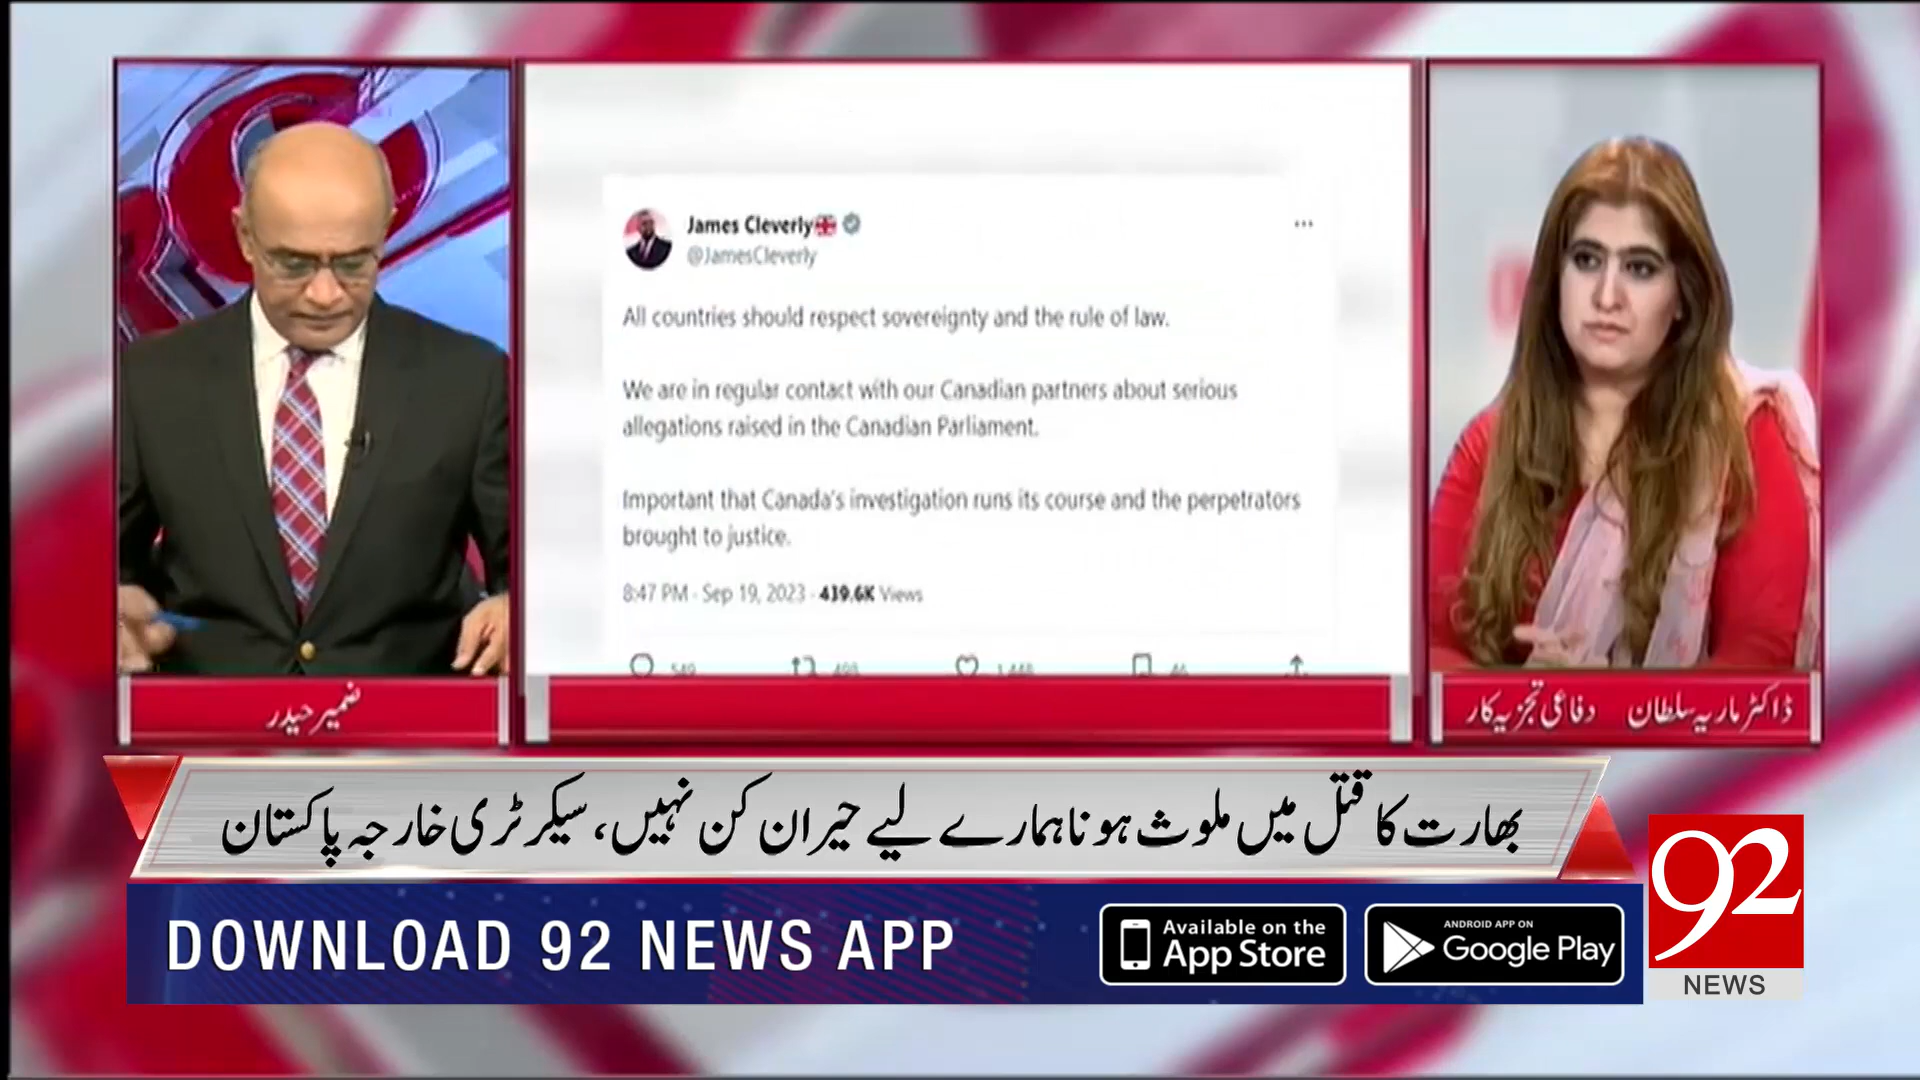 James Cleverly
@JamesCleverly
All countries should respect sovereignty and the rule of law.
We are in regular contact with our Canadian partners about serious
allegations raised in the Canadian Parliament.
Important that Canada's investigation runs its course and the perpetrators
brought to justice.
8:47 PM · Sep 19, 2023 · 439.6K Views
ضمیر حیدر
ڈاکٹر ماریہ سلطان دفاعی تجزیہ کار
بھارت کا قتل میں ملوث ہونا ہمارے لیے حیران کن نہیں، سیکرٹری خارجہ پاکستان
DOWNLOAD 92 NEWS APP
Available on the
App Store
ANDROID APP ON
Google Play
92
NEWS